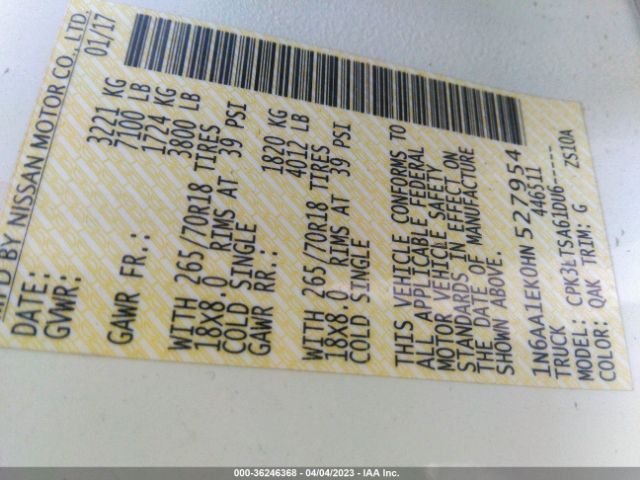 MFD BY NISSAN MOTOR CO., LTD.
DATE: 01/17
GVWR: 3221 KG
7100 LB
GAWR FR.: 1724 KG
3800 LB
WITH 265/70R18 TIRES
18X8.0 RIMS AT 39 PSI
COLD SINGLE
GAWR RR.: 1820 KG
4012 LB
WITH 265/70R18 TIRES
18X8.0 RIMS AT 39 PSI
COLD SINGLE
THIS VEHICLE CONFORMS TO
ALL APPLICABLE FEDERAL
MOTOR VEHICLE SAFETY
STANDARDS IN EFFECT ON
THE DATE OF MANUFACTURE
SHOWN ABOVE.
1N6AA1EK0HN527954
TRUCK 446511
MODEL: CPK3LTSA61DU6-----
COLOR: QAK TRIM: G ZS10A
000-36246368 - 04/04/2023 - IAA Inc.